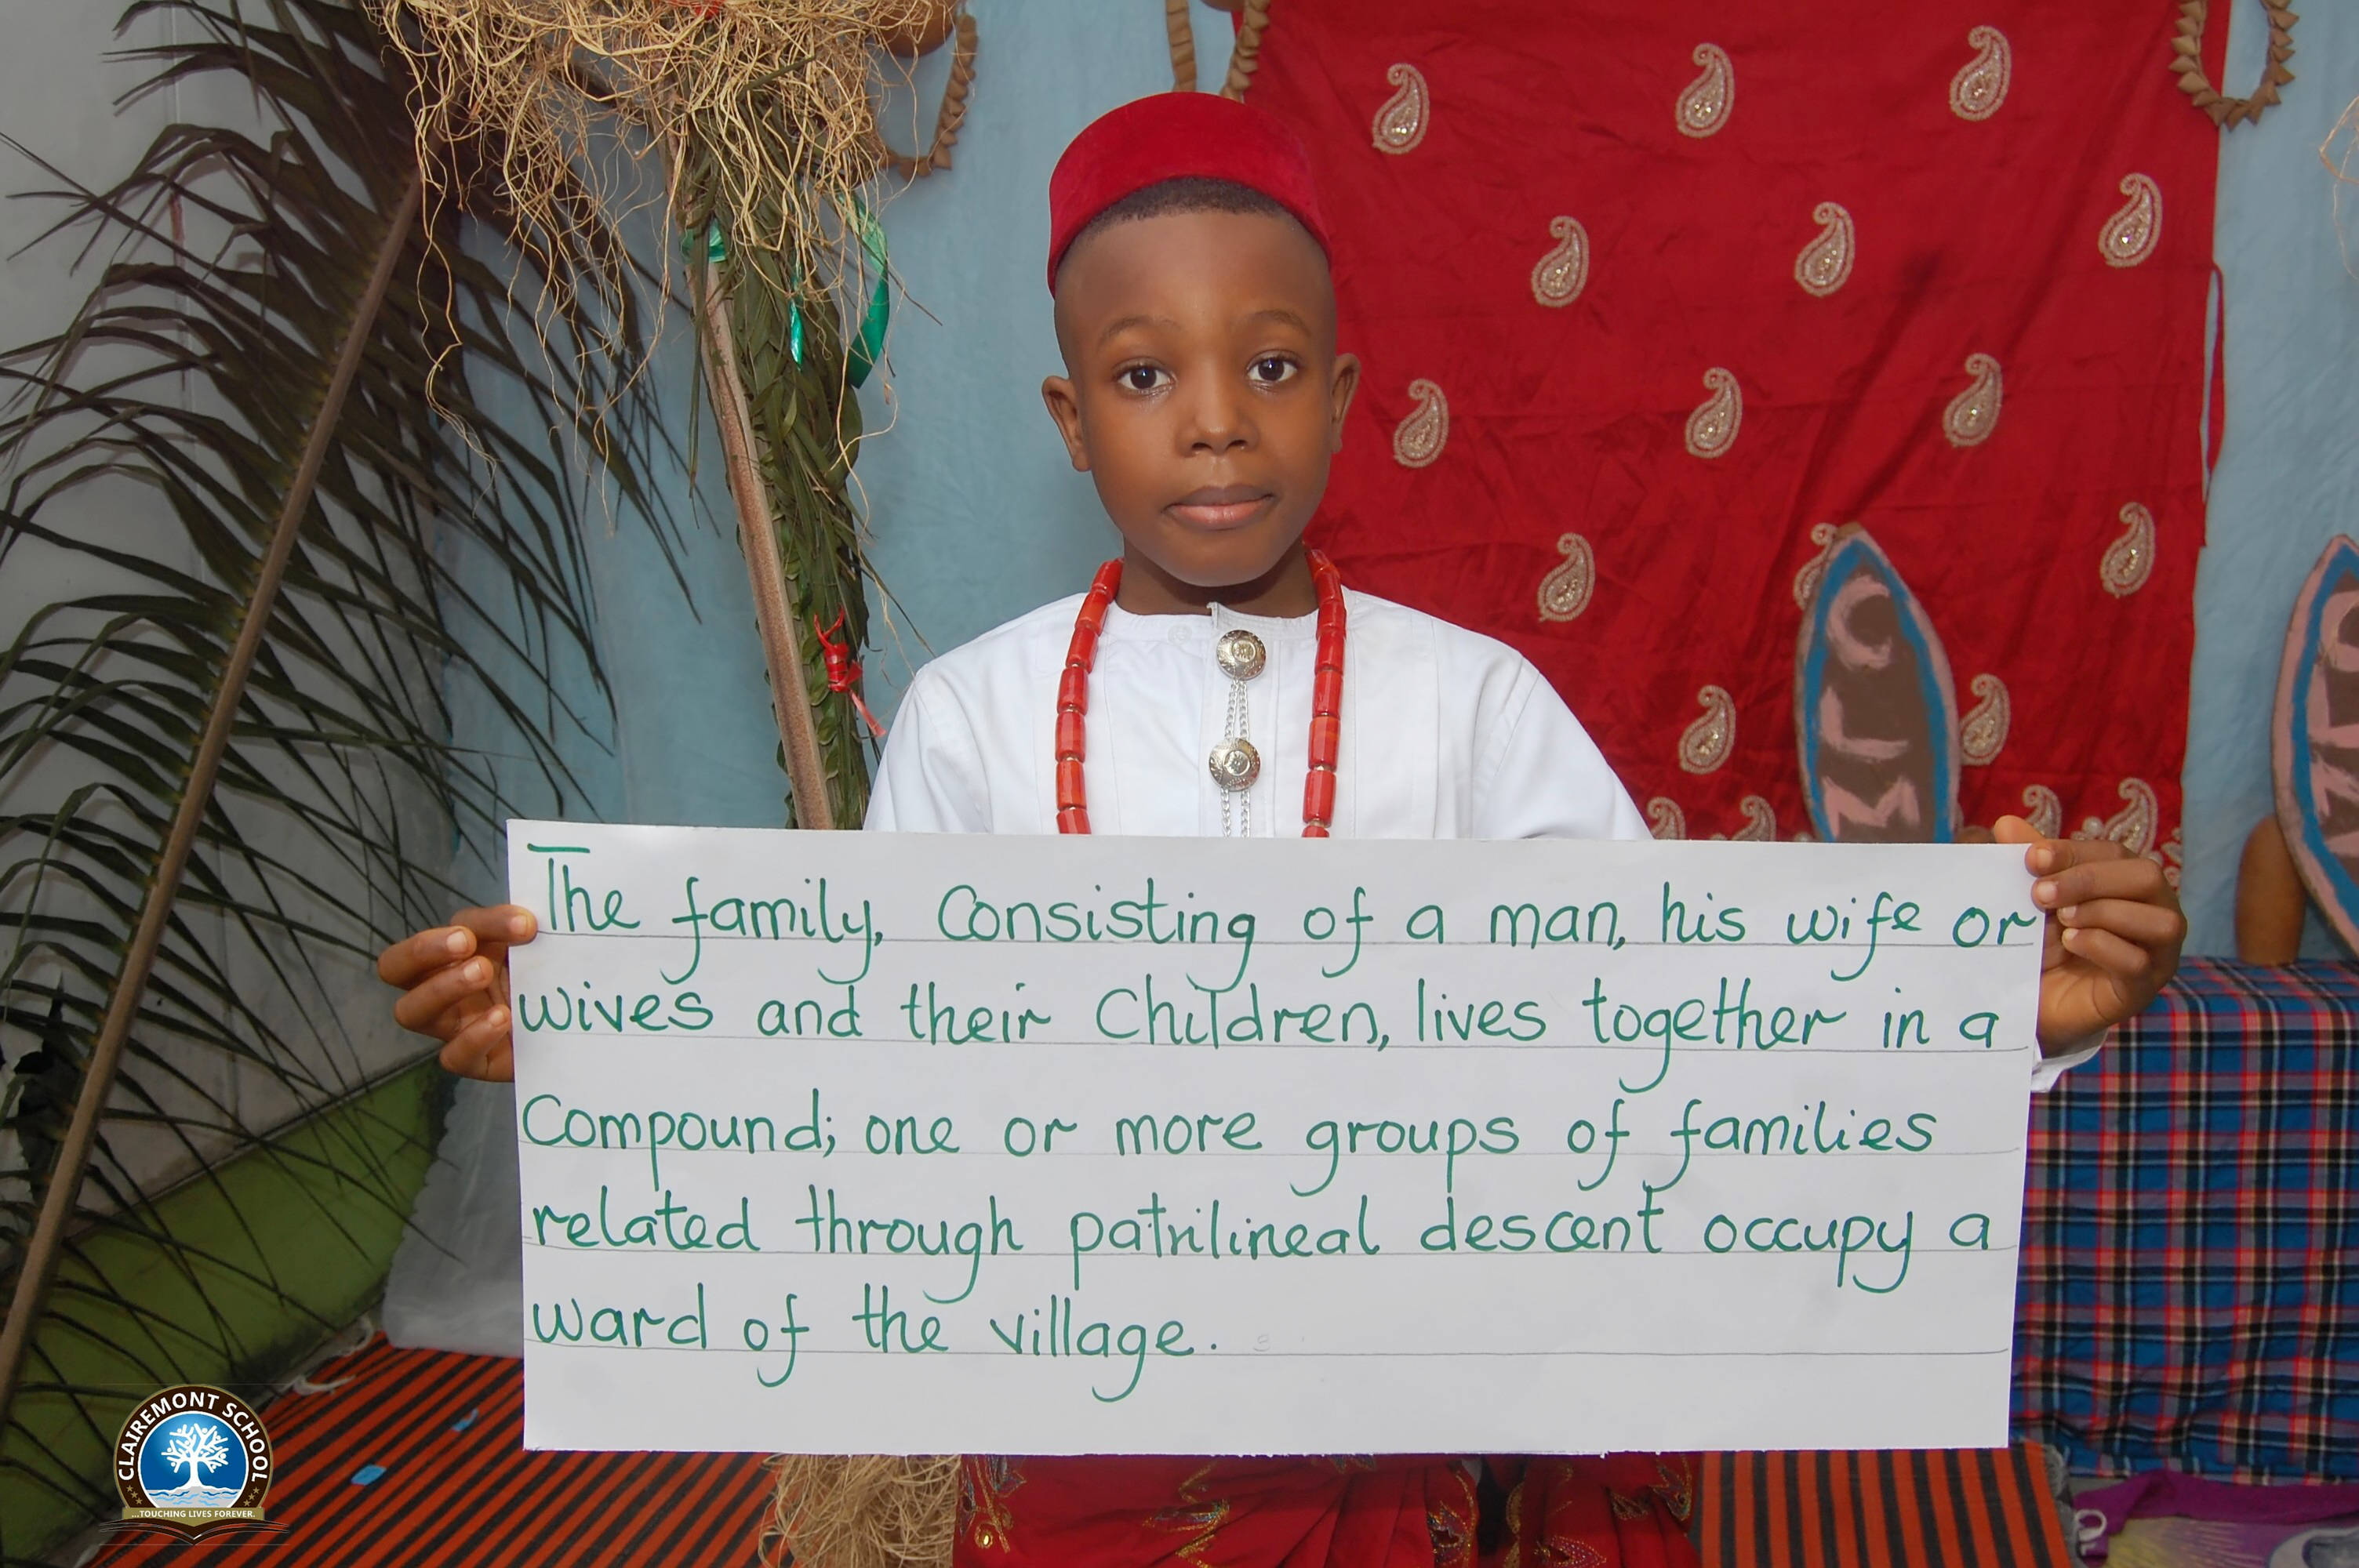 The family, Consisting of a man, his wife or
wives and their Children, lives together in a
Compound; one or more groups of families
related through patrilineal descent occupy a
ward of the village.
CLAIREMONT SCHOOL
...TOUCHING LIVES FOREVER.